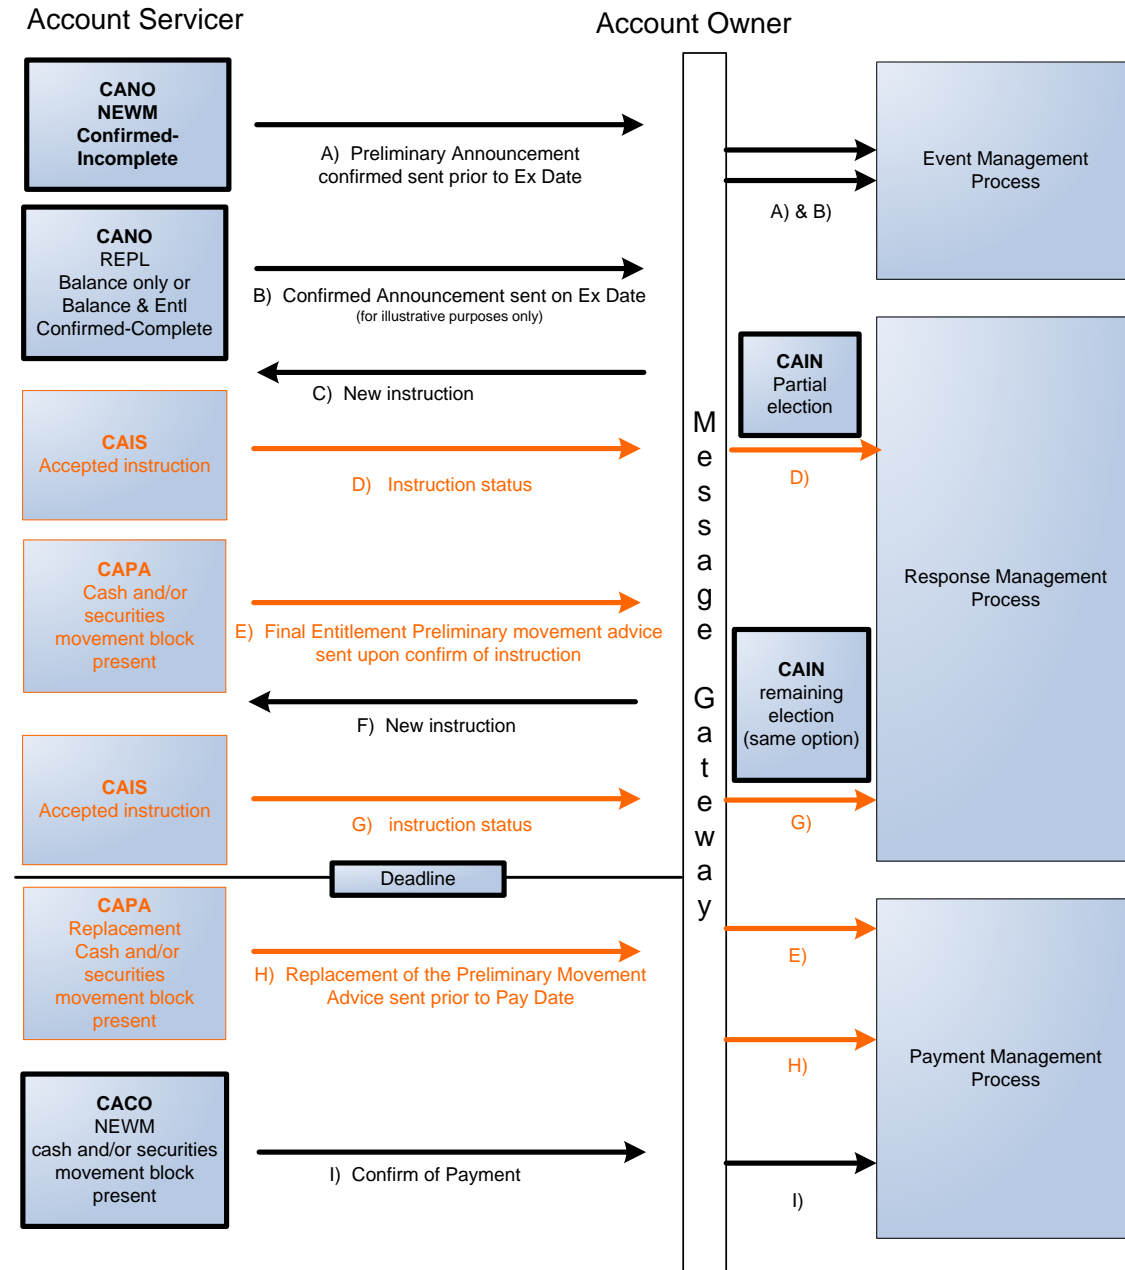 Account Servicer
Account Owner
CANO
NEWM
Confirmed-
Incomplete
A) Preliminary Announcement
confirmed sent prior to Ex Date
Event Management
Process
A) & B)
CANO
REPL
Balance only or
Balance & Entl
Confirmed-Complete
B) Confirmed Announcement sent on Ex Date
(for illustrative purposes only)
C) New instruction
CAIN
Partial
election
CAIS
Accepted instruction
D) Instruction status
D)
Message Gateway
Response Management
Process
CAPA
Cash and/or
securities
movement block
present
E) Final Entitlement Preliminary movement advice
sent upon confirm of instruction
F) New instruction
CAIN
remaining
election
(same option)
CAIS
Accepted instruction
G) instruction status
G)
Deadline
CAPA
Replacement
Cash and/or
securities
movement block
present
H) Replacement of the Preliminary Movement
Advice sent prior to Pay Date
E)
H)
Payment Management
Process
CACO
NEWM
cash and/or securities
movement block
present
I) Confirm of Payment
I)